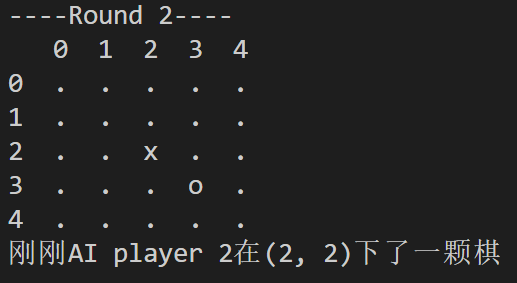 ----Round 2----
   0  1  2  3  4
0  .  .  .  .  .
1  .  .  .  .  .
2  .  .  x  .  .
3  .  .  .  o  .
4  .  .  .  .  .
刚刚AI player 2在(2, 2)下了一颗棋